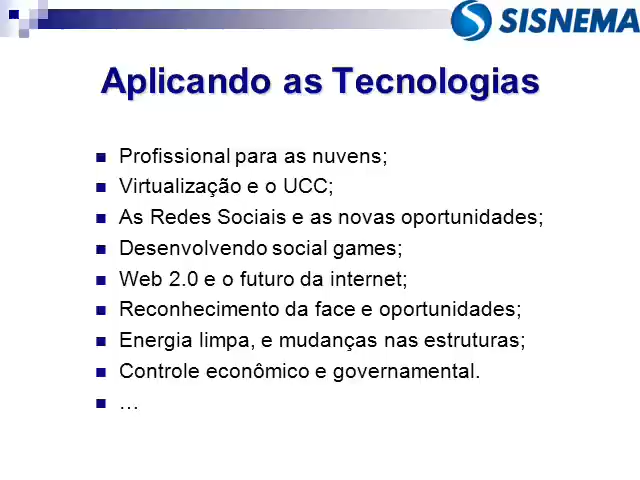 SISNEMA
Aplicando as Tecnologias
Profissional para as nuvens;
Virtualização e o UCC;
As Redes Sociais e as novas oportunidades;
Desenvolvendo social games;
Web 2.0 e o futuro da internet;
Reconhecimento da face e oportunidades;
Energia limpa, e mudanças nas estruturas;
Controle econômico e governamental.
…